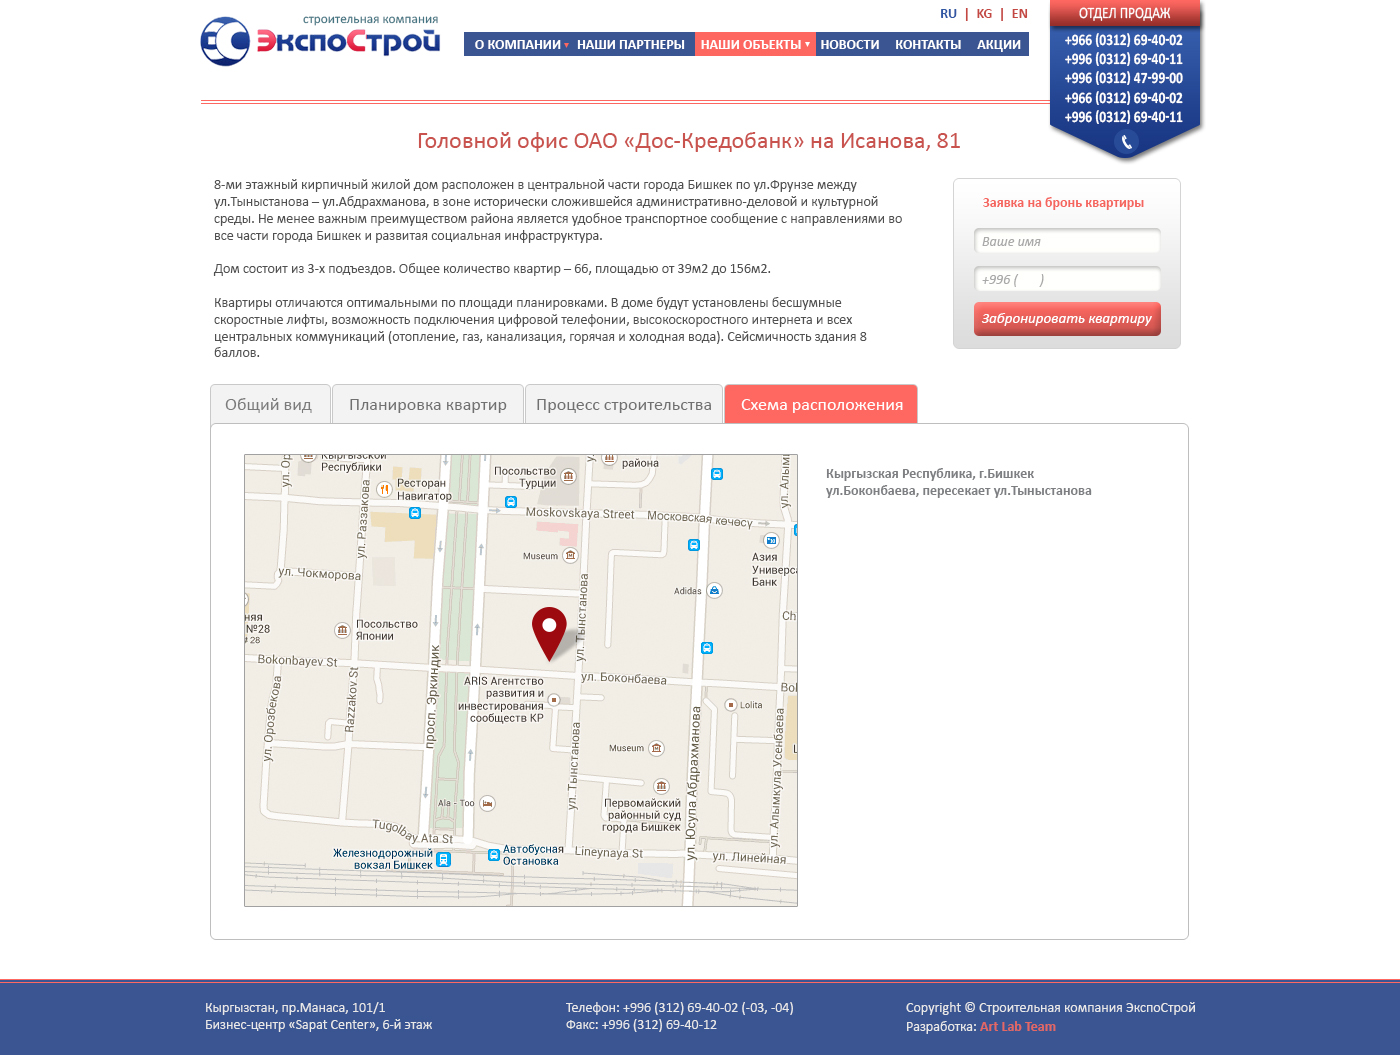 строительная компания
ЭкспоСтрой
RU | KG | EN
О КОМПАНИИ НАШИ ПАРТНЕРЫ НАШИ ОБЪЕКТЫ НОВОСТИ КОНТАКТЫ АКЦИИ
ОТДЕЛ ПРОДАЖ
+966 (0312) 69-40-02
+996 (0312) 69-40-11
+996 (0312) 47-99-00
+966 (0312) 69-40-02
+996 (0312) 69-40-11
Головной офис ОАО «Дос-Кредобанк» на Исанова, 81
8-ми этажный кирпичный жилой дом расположен в центральной части города Бишкек по ул.Фрунзе между
ул.Тыныстанова – ул.Абдрахманова, в зоне исторически сложившейся административно-деловой и культурной
среды. Не менее важным преимуществом района является удобное транспортное сообщение с направлениями во
все части города Бишкек и развитая социальная инфраструктура.
Дом состоит из 3-х подъездов. Общее количество квартир – 66, площадью от 39м2 до 156м2.
Квартиры отличаются оптимальными по площади планировками. В доме будут установлены бесшумные
скоростные лифты, возможность подключения цифровой телефонии, высокоскоростного интернета и всех
центральных коммуникаций (отопление, газ, канализация, горячая и холодная вода). Сейсмичность здания 8
баллов.
Заявка на бронь квартиры
Ваше имя
+996 ( )
Забронировать квартиру
Общий вид
Планировка квартир
Процесс строительства
Схема расположения
Кыргызской
Республики
ул. Ор
Ресторан
Навигатор
ул. Раззакова
Посольство
Турции
района
ул. Алымк
Moskovskaya Street
Московская көчөсү
Museum
Азия
Универса
Банк
ул. Чокморова
Adidas
няя
№28
# 28
Посольство
Японии
ул. Тынстанова
Ch
Bokonbayev St
просп. Эркиндик
ARIS Агентство
развития и
инвестирования
сообществ КР
ул. Боконбаева
Bol
Razzakov St
ул. Орозбекова
Lolita
ул. Тынстанова
Museum
ул. Юсупа Абдрахманова
ул. Алымкула Усенбаева
Ala - Too
Первомайский
районный суд
города Бишкек
Tugolbay Ata St
Железнодорожный
вокзал Бишкек
Автобусная
Остановка
Lineynaya St
ул. Линейная
Кыргызская Республика, г.Бишкек
ул.Боконбаева, пересекает ул.Тыныстанова
Кыргызстан, пр.Манаса, 101/1
Бизнес-центр «Sapat Center», 6-й этаж
Телефон: +996 (312) 69-40-02 (-03, -04)
Факс: +996 (312) 69-40-12
Copyright © Строительная компания ЭкспоСтрой
Разработка: Art Lab Team